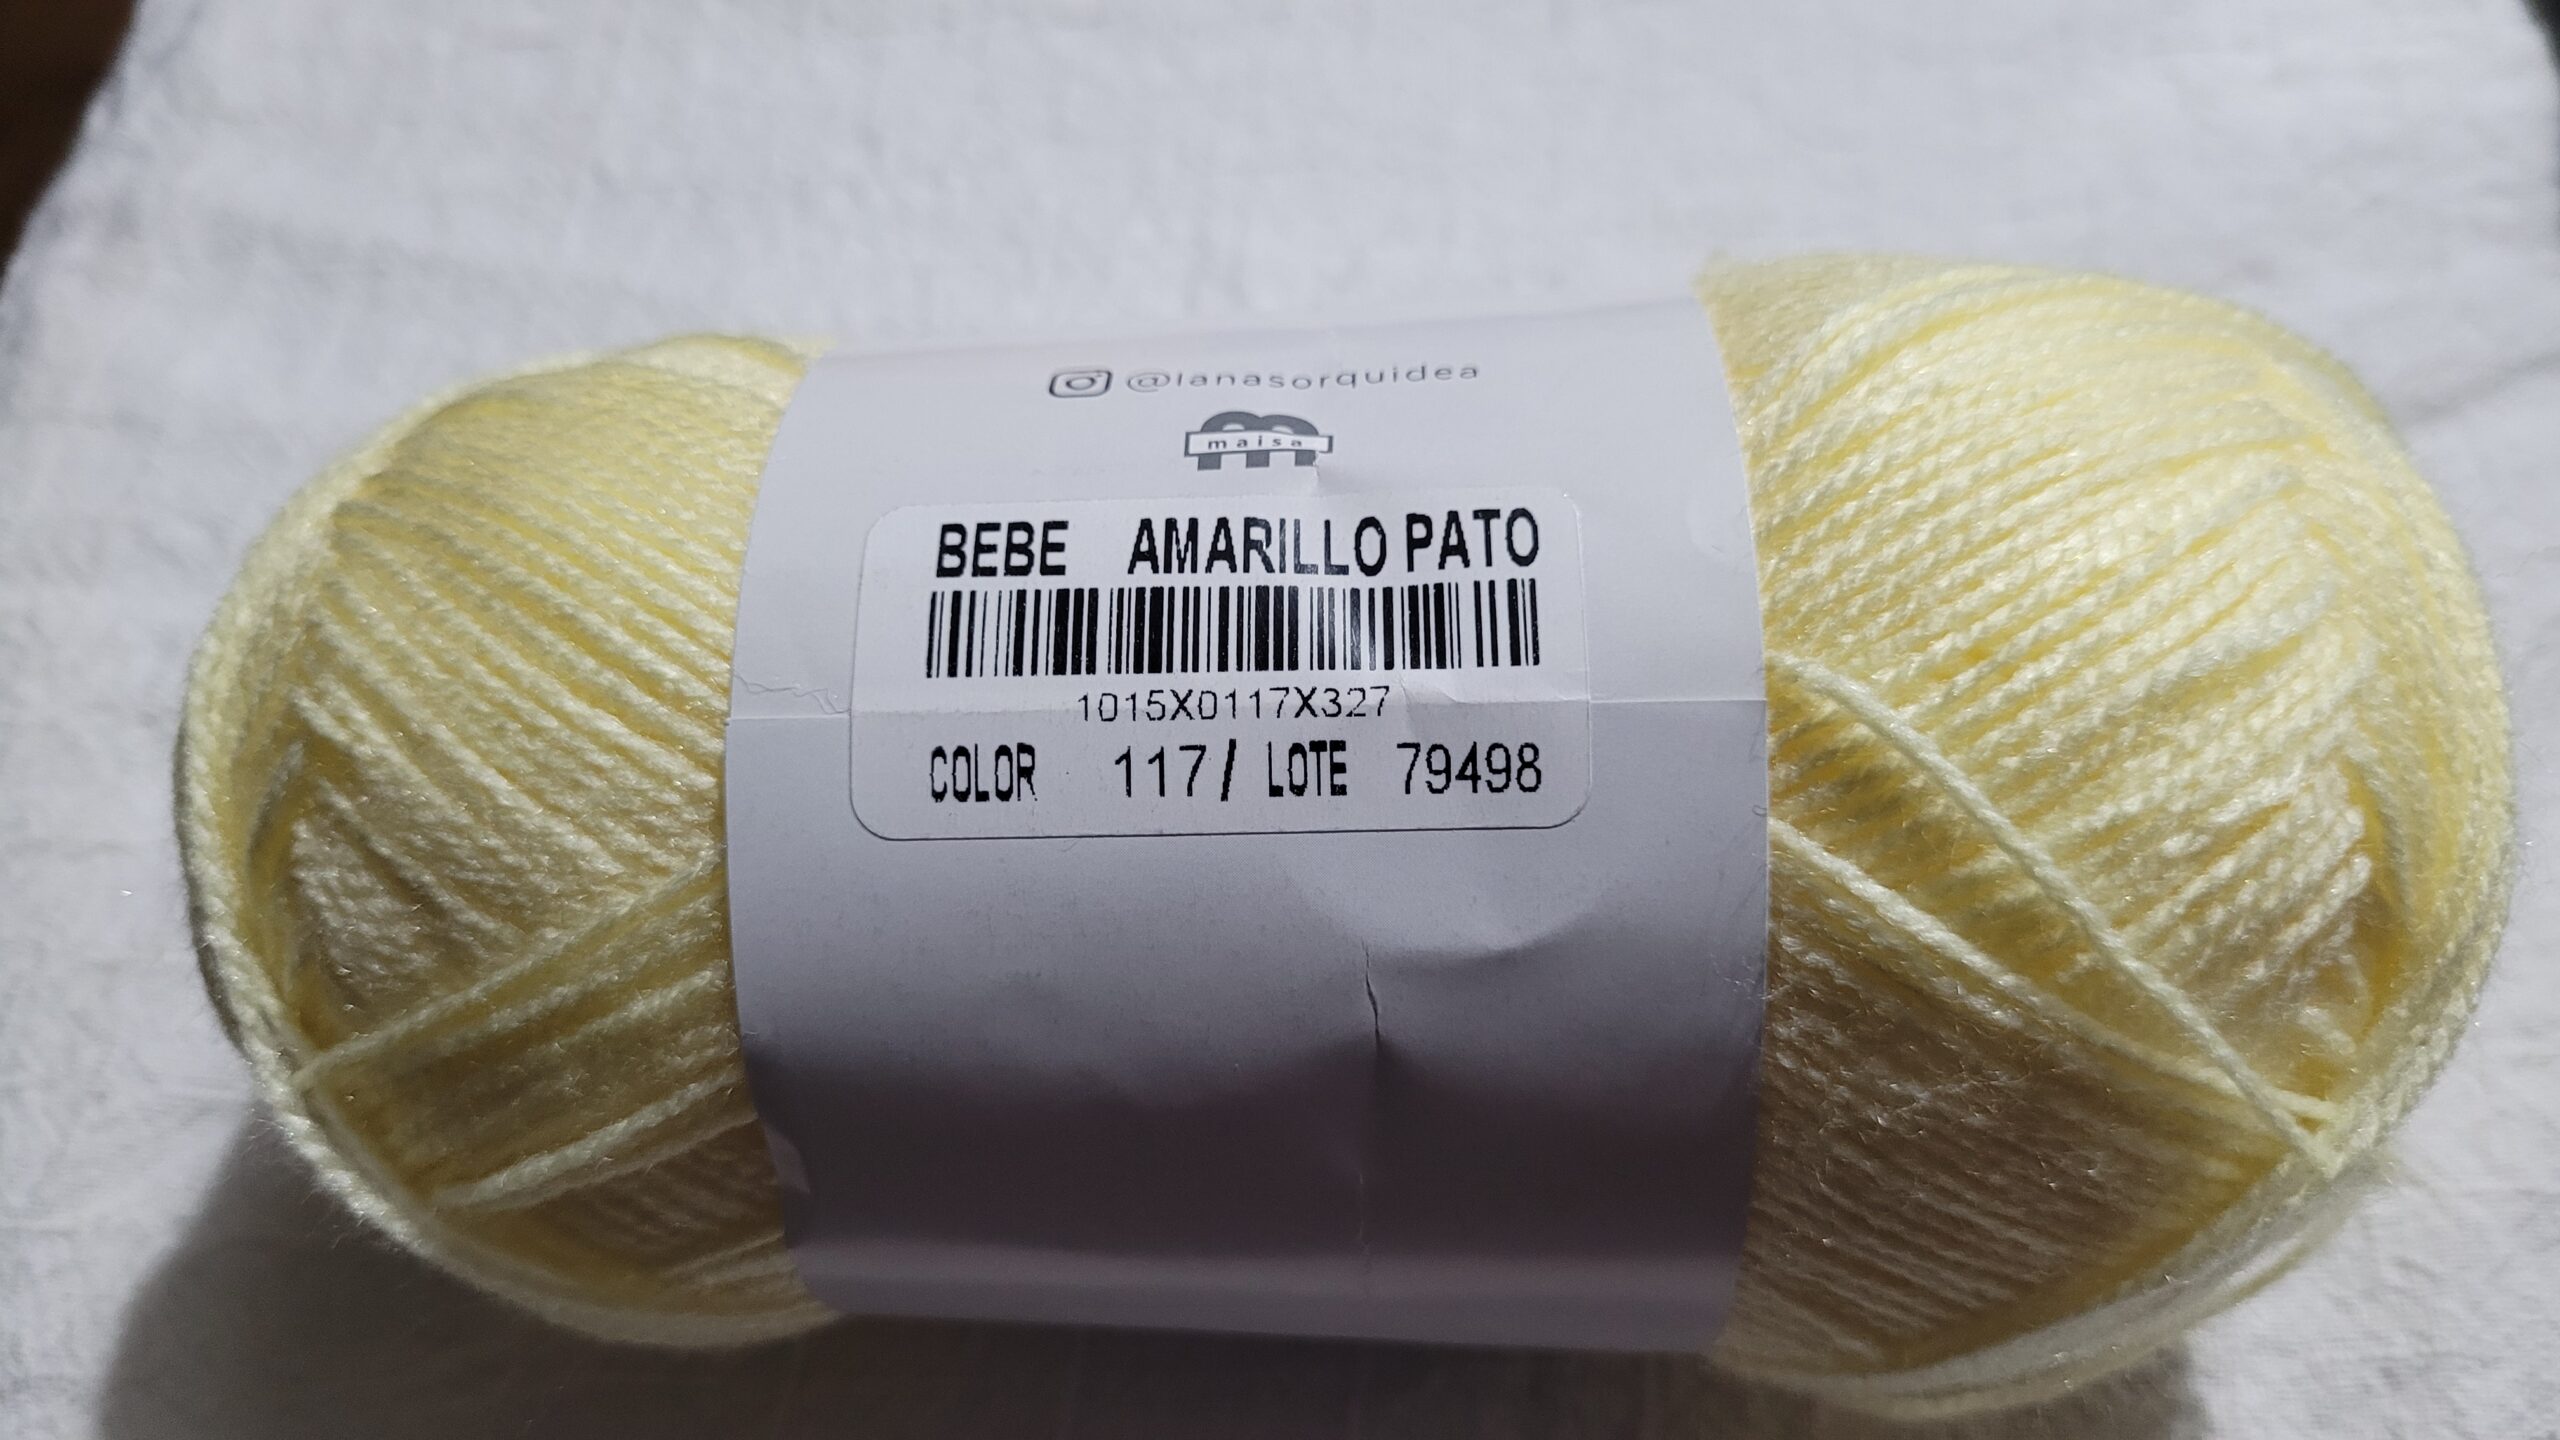 @lanasorquidea
maisa
BEBE AMARILLO PATO
1015X0117X327
COLOR 117/ LOTE 79498